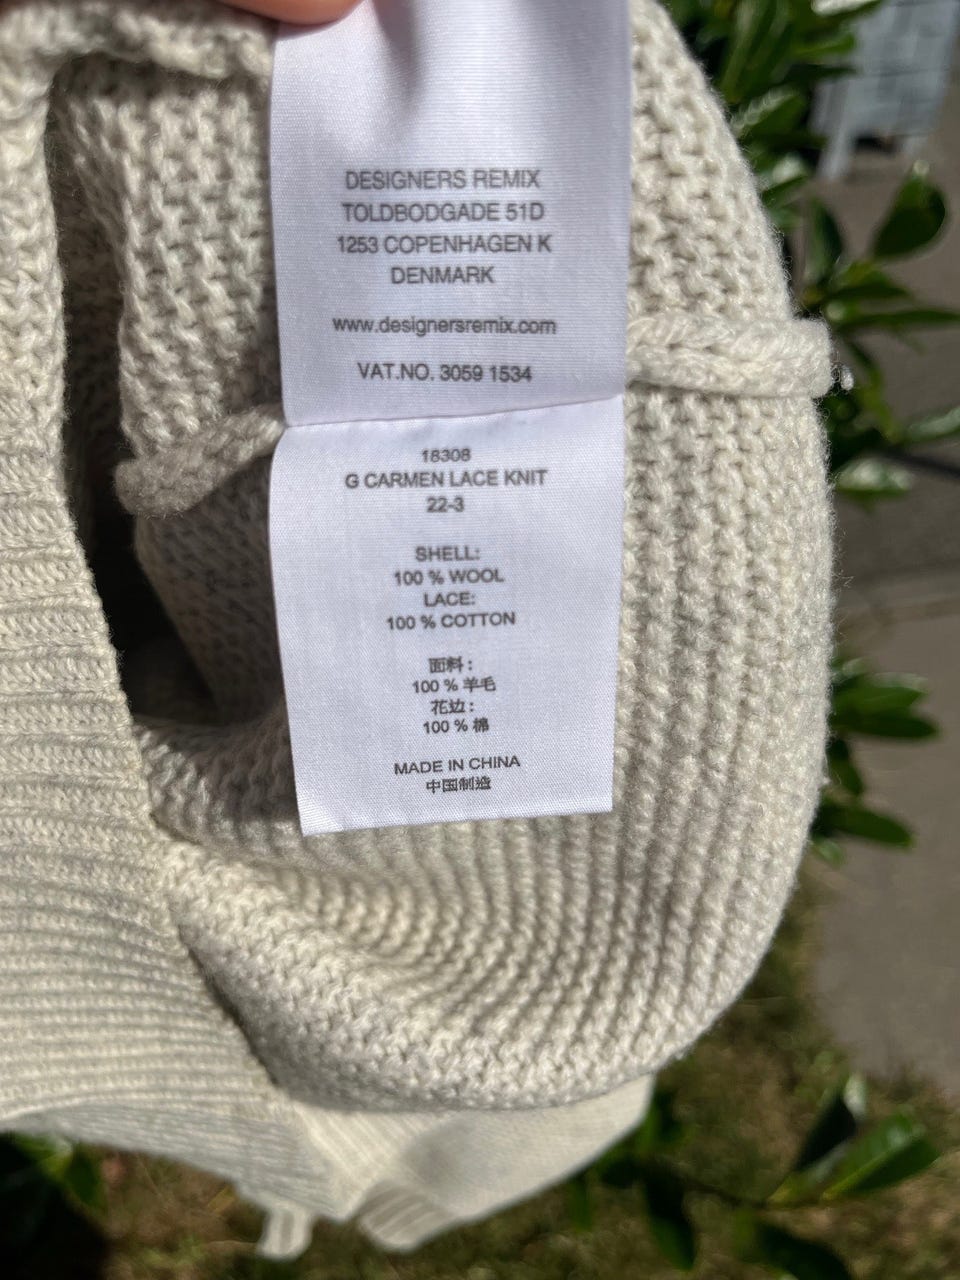 DESIGNERS REMIX
TOLDBODGADE 51D
1253 COPENHAGEN K
DENMARK
www.designersremix.com
VAT.NO. 3059 1534
18308
G CARMEN LACE KNIT
22-3
SHELL:
100 % WOOL
LACE:
100 % COTTON
面料：
100 % 羊毛
花边：
100 % 棉
MADE IN CHINA
中国制造